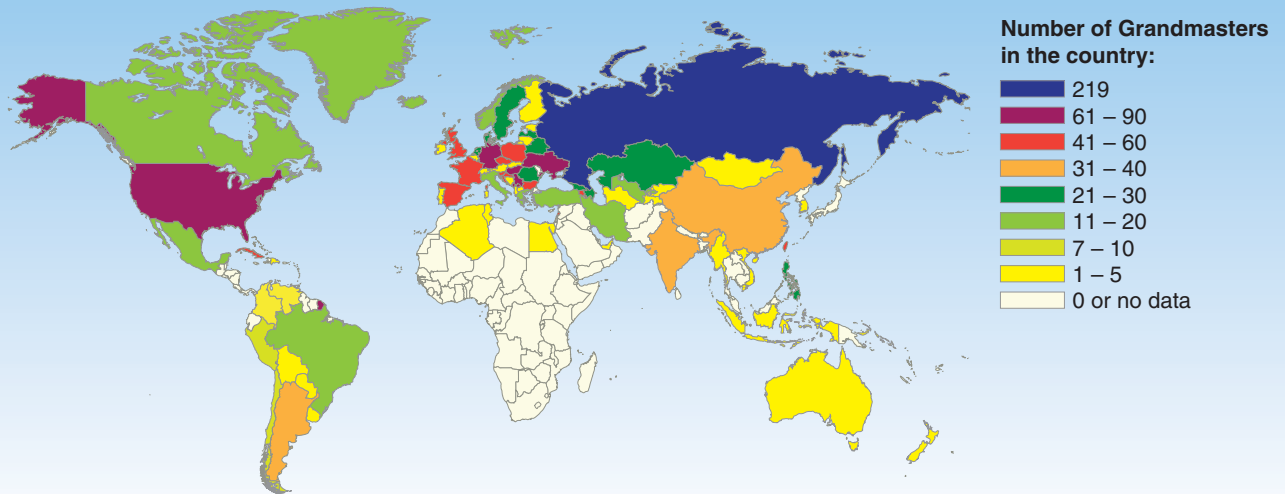 Number of Grandmasters
in the country:
219
61 – 90
41 – 60
31 – 40
21 – 30
11 – 20
7 – 10
1 – 5
0 or no data